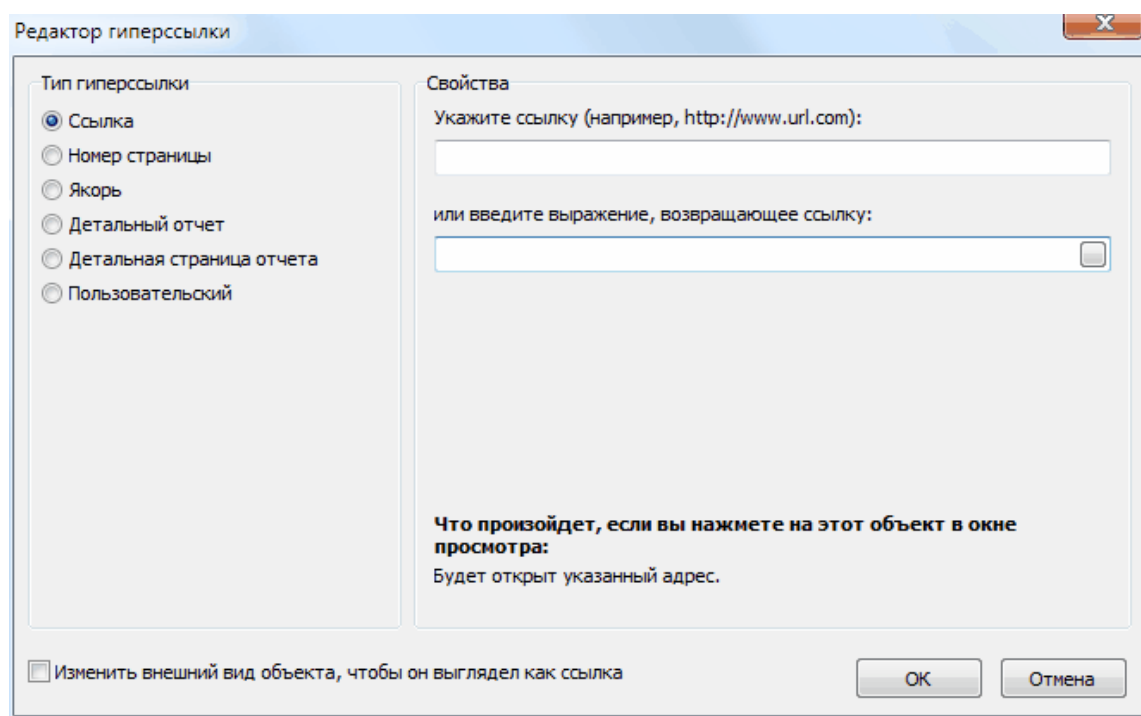 Редактор гиперссылки
Тип гиперссылки
Ссылка
Номер страницы
Якорь
Детальный отчет
Детальная страница отчета
Пользовательский
Свойства
Укажите ссылку (например, http://www.url.com):
или введите выражение, возвращающее ссылку:
Что произойдет, если вы нажмете на этот объект в окне
просмотра:
Будет открыт указанный адрес.
Изменить внешний вид объекта, чтобы он выглядел как ссылка
OK
Отмена